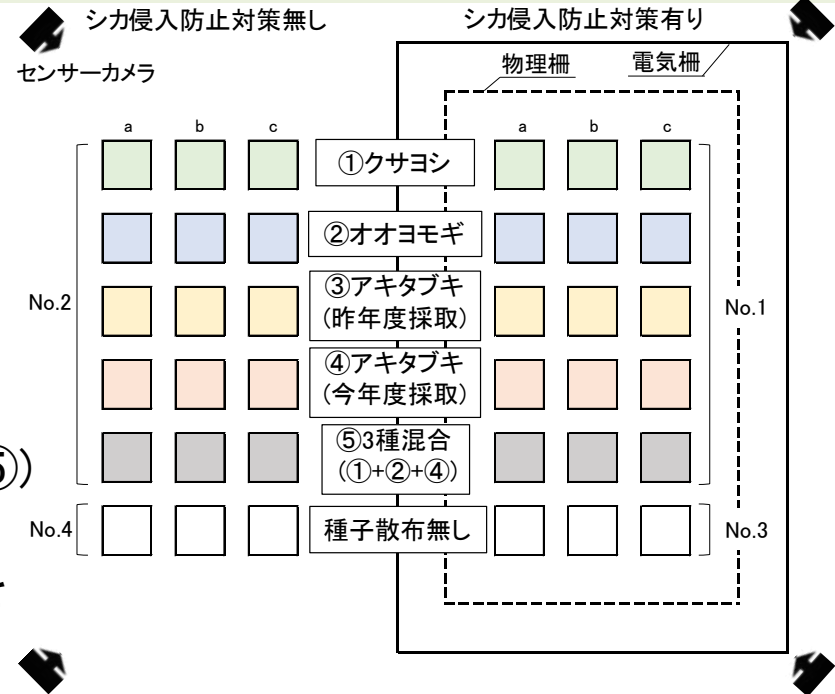 シカ侵入防止対策無し
シカ侵入防止対策有り
センサーカメラ
物理柵
電気柵
a b c
a b c
①クサヨシ
②オオヨモギ
③アキタブキ
(昨年度採取)
No.2
No.1
④アキタブキ
(今年度採取)
⑤3種混合
(①+②+④)
⑤))
No.4
種子散布無し
No.3